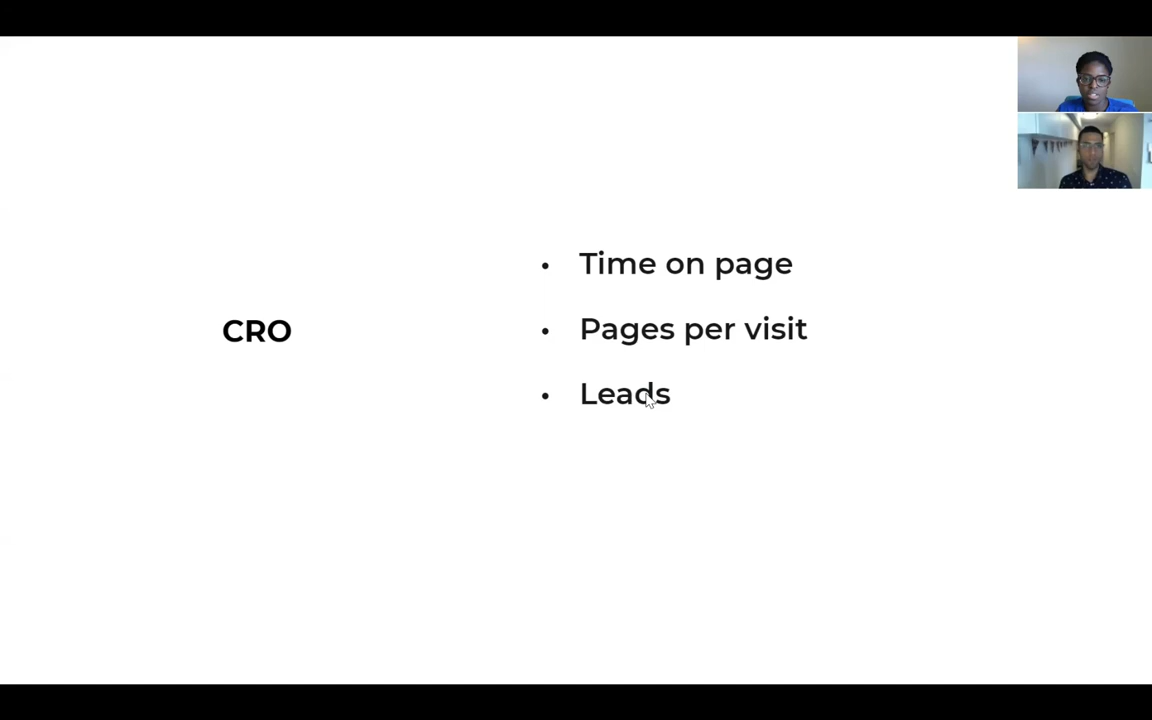 CRO
• Time on page
• Pages per visit
• Leads